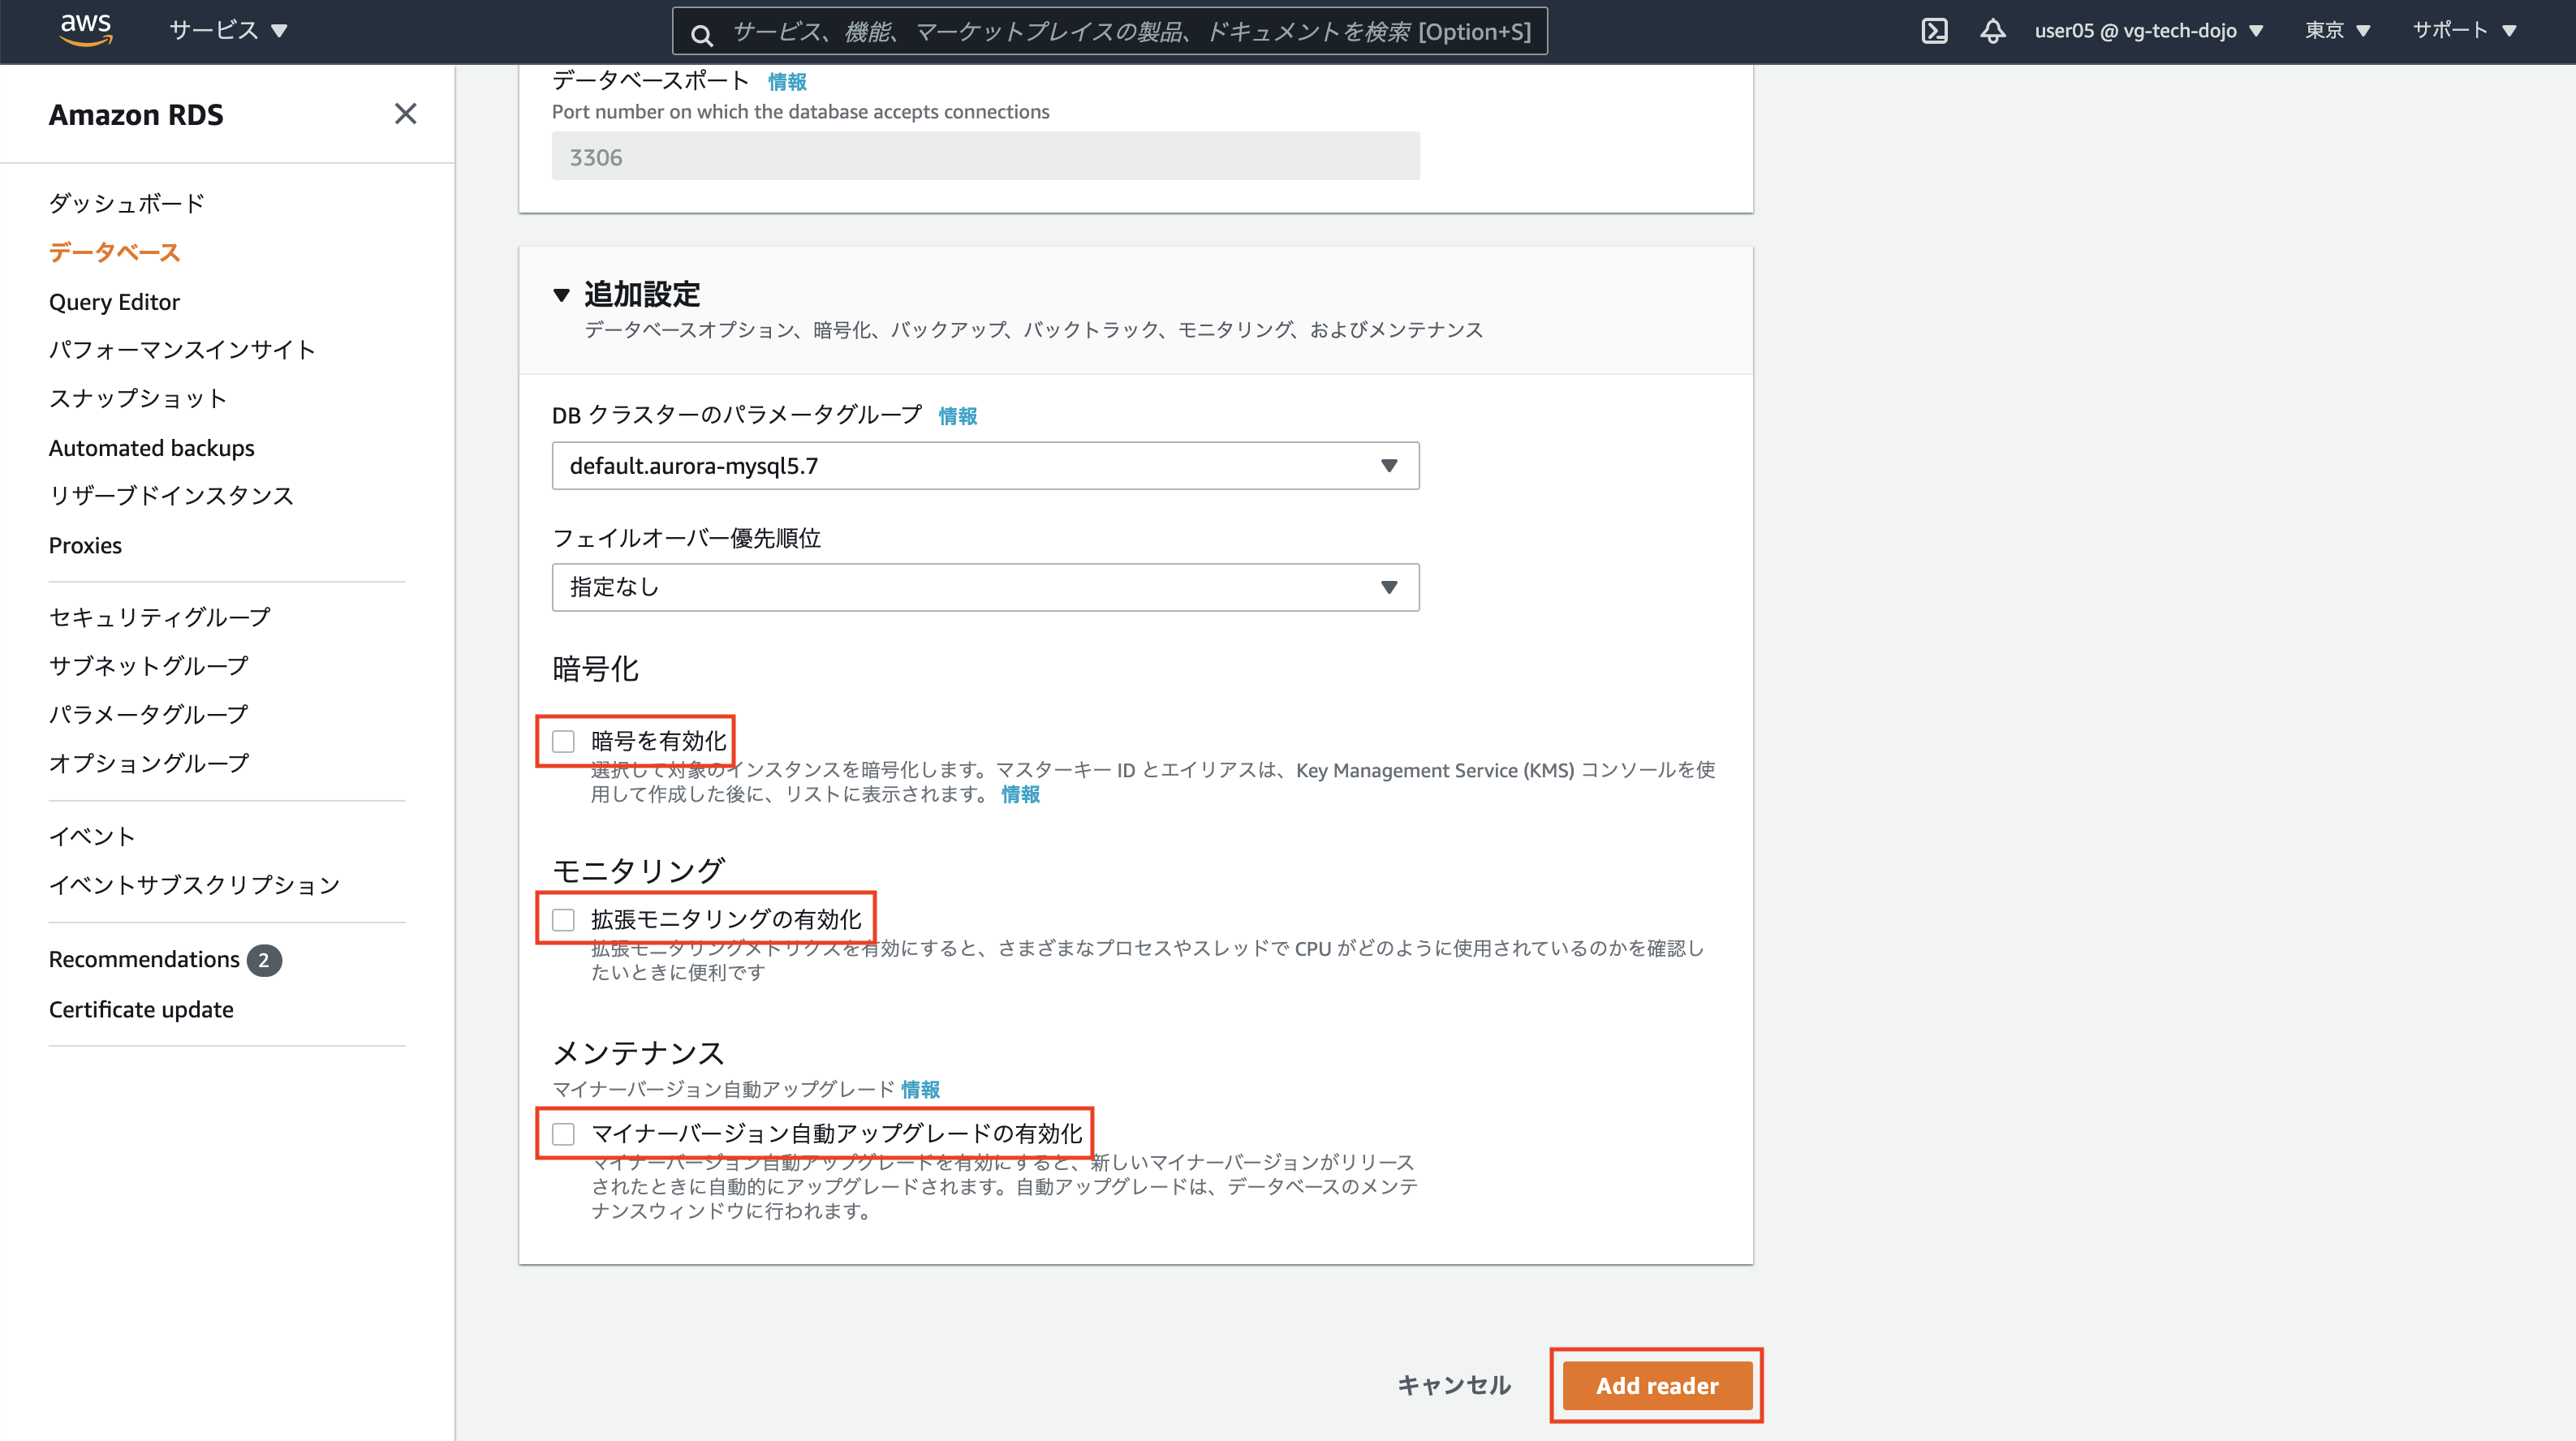 aws
サービス
サービス、機能、マーケットプレイスの製品、ドキュメントを検索 [Option+S]
user05 @ vg-tech-dojo
東京
サポート
Amazon RDS
ダッシュボード
データベース
Query Editor
パフォーマンスインサイト
スナップショット
Automated backups
リザーブドインスタンス
Proxies
セキュリティグループ
サブネットグループ
パラメータグループ
オプショングループ
イベント
イベントサブスクリプション
Recommendations 2
Certificate update
データベースポート 情報
Port number on which the database accepts connections
3306
追加設定
データベースオプション、暗号化、バックアップ、バックトラック、モニタリング、およびメンテナンス
DB クラスターのパラメータグループ 情報
default.aurora-mysql5.7
フェイルオーバー優先順位
指定なし
暗号化
暗号を有効化
選択して対象のインスタンスを暗号化します。マスターキー ID とエイリアスは、Key Management Service (KMS) コンソールを使
用して作成した後に、リストに表示されます。 情報
モニタリング
拡張モニタリングの有効化
拡張モニタリングメトリクスを有効にすると、さまざまなプロセスやスレッドで CPU がどのように使用されているのかを確認し
たいときに便利です
メンテナンス
マイナーバージョン自動アップグレード 情報
マイナーバージョン自動アップグレードの有効化
マイナーバージョン自動アップグレードを有効にすると、新しいマイナーバージョンがリリース
されたときに自動的にアップグレードされます。自動アップグレードは、データベースのメンテ
ナンスウィンドウに行われます。
キャンセル
Add reader